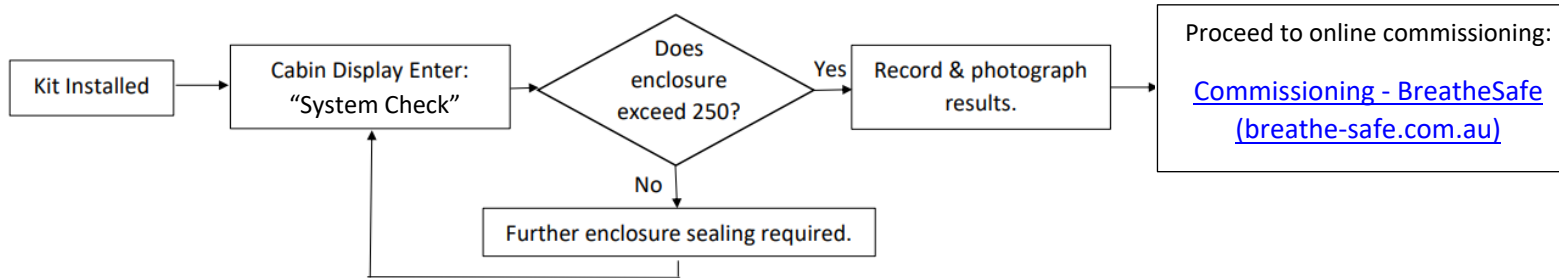 Kit Installed
Cabin Display Enter:
“System Check”
Does
enclosure
exceed 250?
Yes
Record & photograph
results.
Proceed to online commissioning:
Commissioning - BreatheSafe
(breathe-safe.com.au)
No
Further enclosure sealing required.